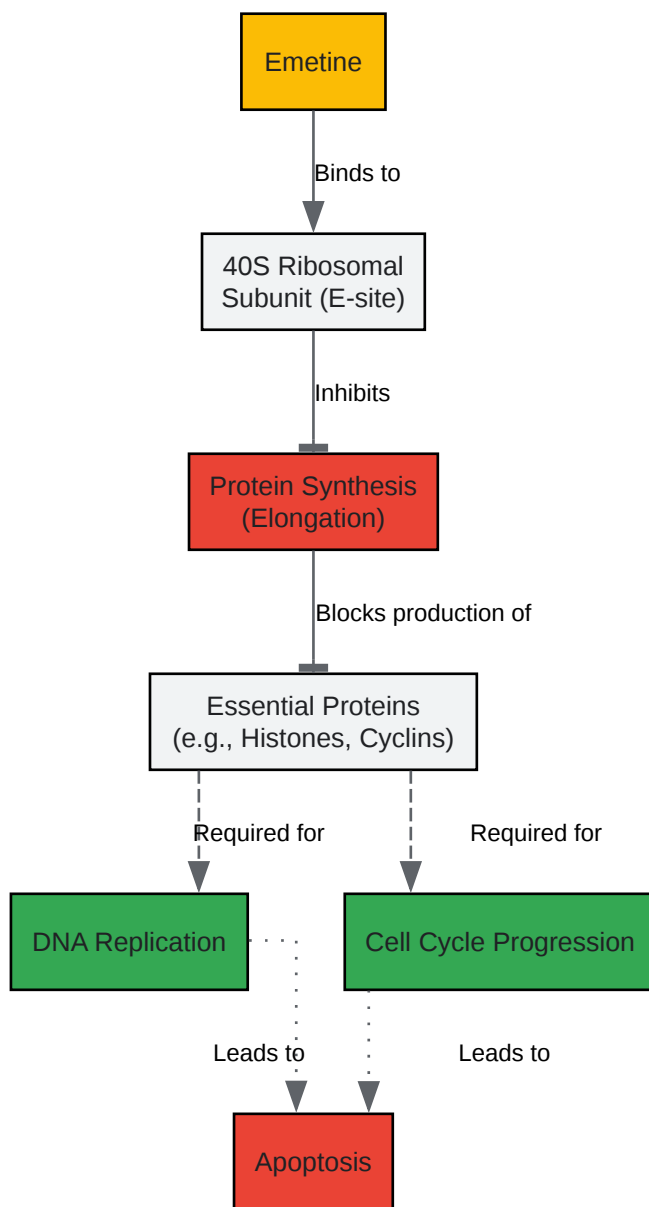 Emetine
Binds to
40S Ribosomal
Subunit (E-site)
Inhibits
Protein Synthesis
(Elongation)
Blocks production of
Essential Proteins
(e.g., Histones, Cyclins)
Required for
Required for
DNA Replication
Cell Cycle Progression
Leads to
Leads to
Apoptosis